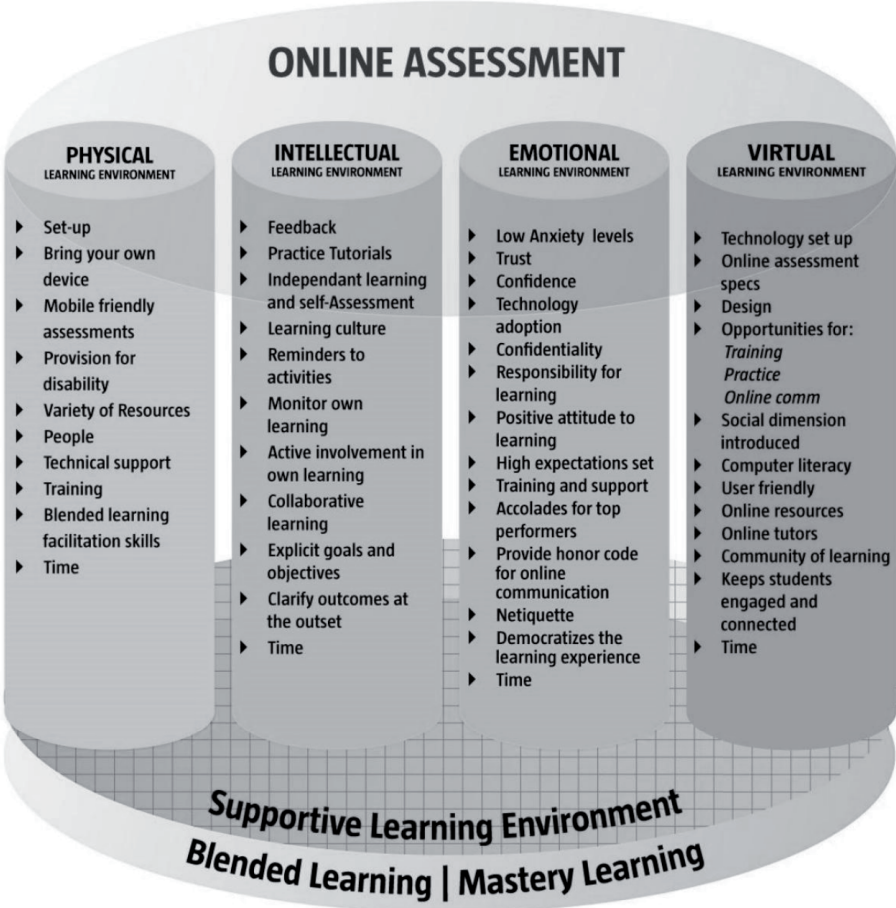 ONLINE ASSESSMENT
PHYSICAL
LEARNING ENVIRONMENT
Set-up
Bring your own
device
Mobile friendly
assessments
Provision for
disability
Variety of Resources
People
Technical support
Training
Blended learning
facilitation skills
Time
INTELLECTUAL
LEARNING ENVIRONMENT
Feedback
Practice Tutorials
Independant learning
and self-Assessment
Learning culture
Reminders to
activities
Monitor own
learning
Active involvement in
own learning
Collaborative
learning
Explicit goals and
objectives
Clarify outcomes at
the outset
Time
EMOTIONAL
LEARNING ENVIRONMENT
Low Anxiety levels
Trust
Confidence
Technology
adoption
Confidentiality
Responsibility for
learning
Positive attitude to
learning
High expectations set
Training and support
Accolades for top
performers
Provide honor code
for online
communication
Netiquette
Democratizes the
learning experience
Time
VIRTUAL
LEARNING ENVIRONMENT
Technology set up
Online assessment
specs
Design
Opportunities for:
Training
Practice
Online comm
Social dimension
introduced
Computer literacy
User friendly
Online resources
Online tutors
Community of learning
Keeps students
engaged and
connected
Time
Supportive Learning Environment
Blended Learning | Mastery Learning